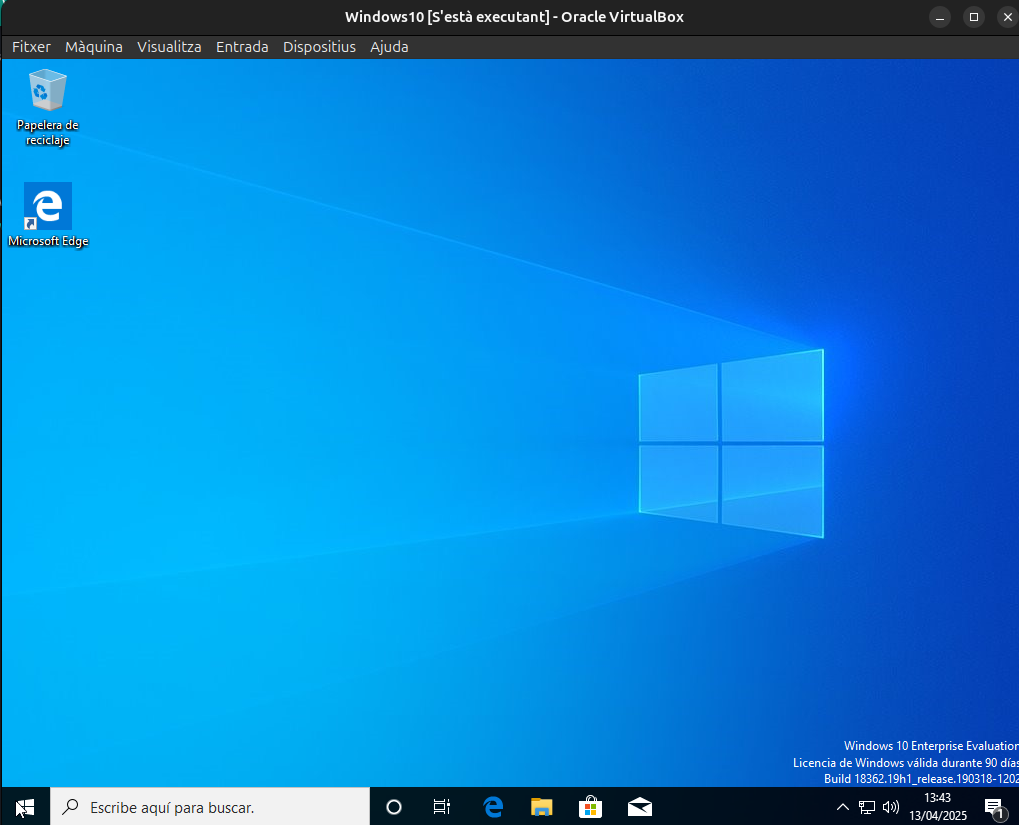 Windows10 [S'està executant] - Oracle VirtualBox
Fitxer Màquina Visualitza Entrada Dispositius Ajuda
Papelera de
reciclaje
Microsoft Edge
Windows 10 Enterprise Evaluation
Licencia de Windows válida durante 90 días
Build 18362.19h1_release.190318-1202
Escribe aquí para buscar.
13:43
13/04/2025
1